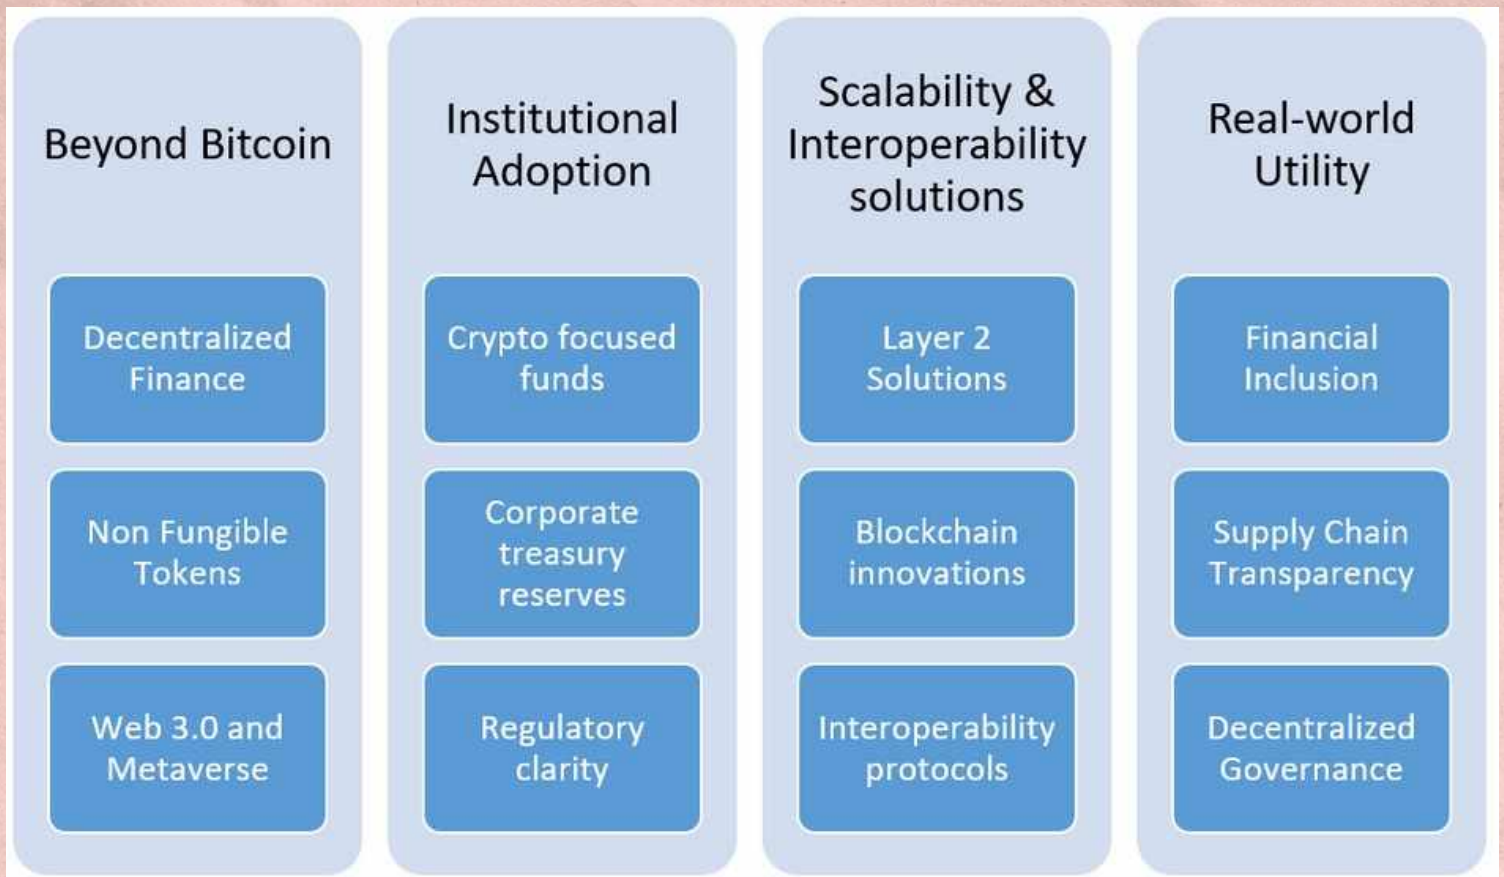 Beyond Bitcoin
Decentralized
Finance
Non Fungible
Tokens
Web 3.0 and
Metaverse
Institutional
Adoption
Crypto focused
funds
Corporate
treasury
reserves
Regulatory
clarity
Scalability &
Interoperability
solutions
Layer 2
Solutions
Blockchain
innovations
Interoperability
protocols
Real-world
Utility
Financial
Inclusion
Supply Chain
Transparency
Decentralized
Governance